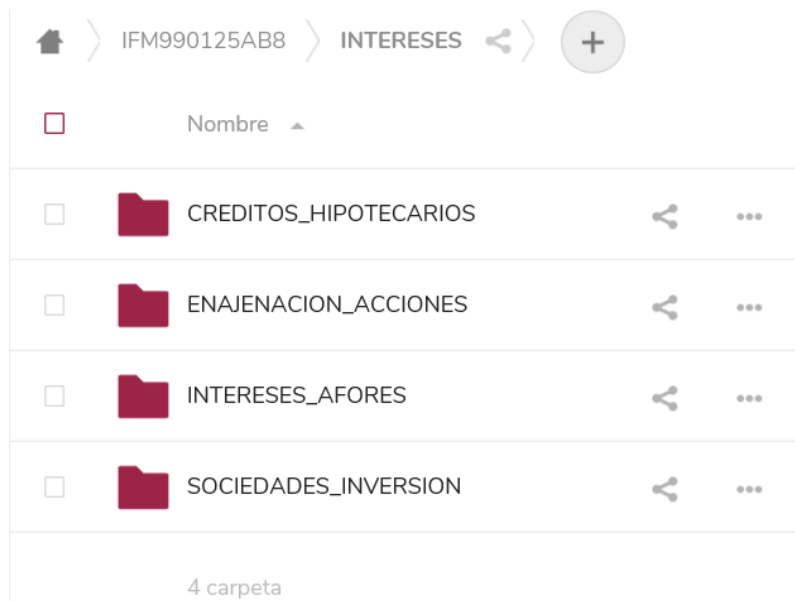 IFM990125AB8 INTERESES
Nombre
CREDITOS_HIPOTECARIOS
ENAJENACION_ACCIONES
INTERESES_AFORES
SOCIEDADES_INVERSION
4 carpeta